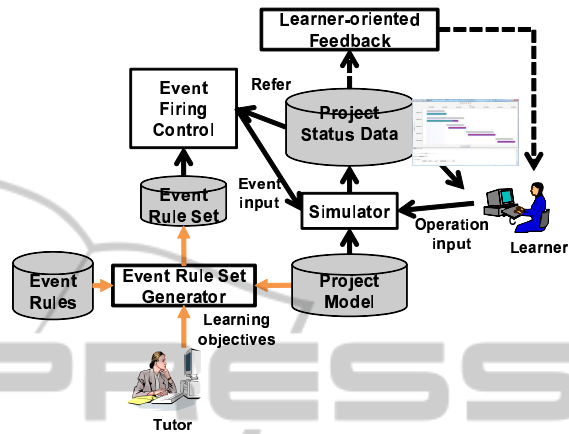 Learner-oriented
Feedback
Event
Firing
Control
Refer
Project
Status Data
Event
Rule Set
Event
input
Simulator
Operation
input
Learner
Event
Rules
Event Rule Set
Generator
Project
Model
Learning
objectives
PRESS
Tutor